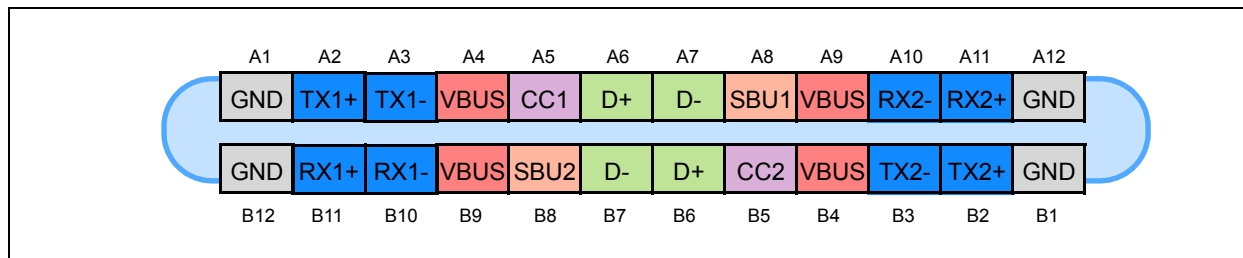 A1 A2 A3 A4 A5 A6 A7 A8 A9 A10 A11 A12
GND TX1+ TX1- VBUS CC1 D+ D- SBU1 VBUS RX2- RX2+ GND
GND RX1+ RX1- VBUS SBU2 D- D+ CC2 VBUS TX2- TX2+ GND
B12 B11 B10 B9 B8 B7 B6 B5 B4 B3 B2 B1